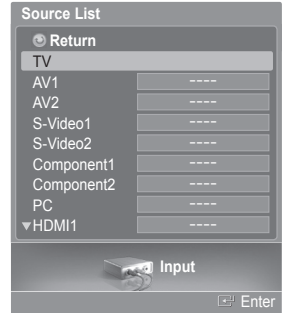 Source List
Return
TV
AV1 ----
AV2 ----
S-Video1 ----
S-Video2 ----
Component1 ----
Component2 ----
PC ----
▼HDMI1 ----
Input
Enter